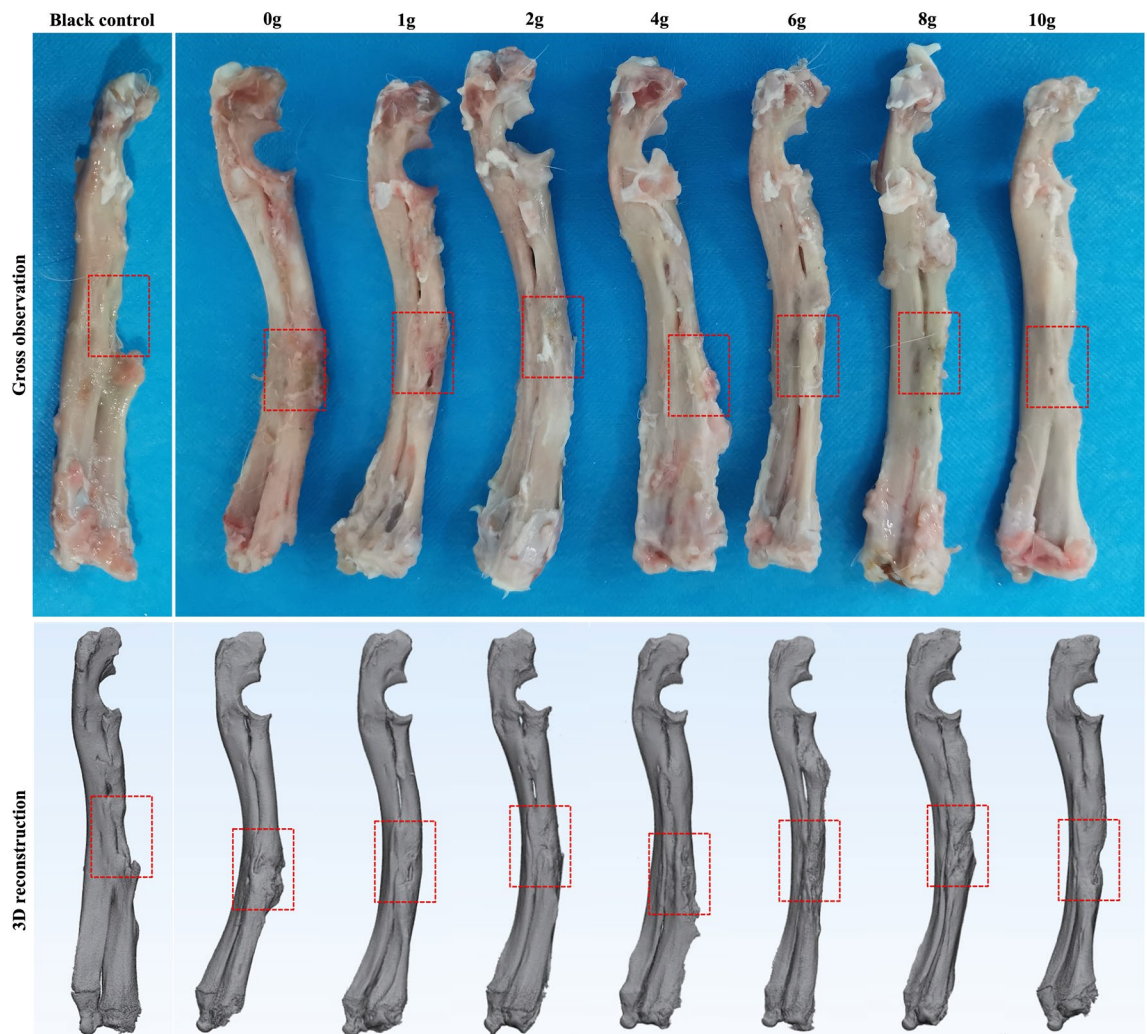 Black control 0g 1g 2g 4g 6g 8g 10g
Gross observation
3D reconstruction